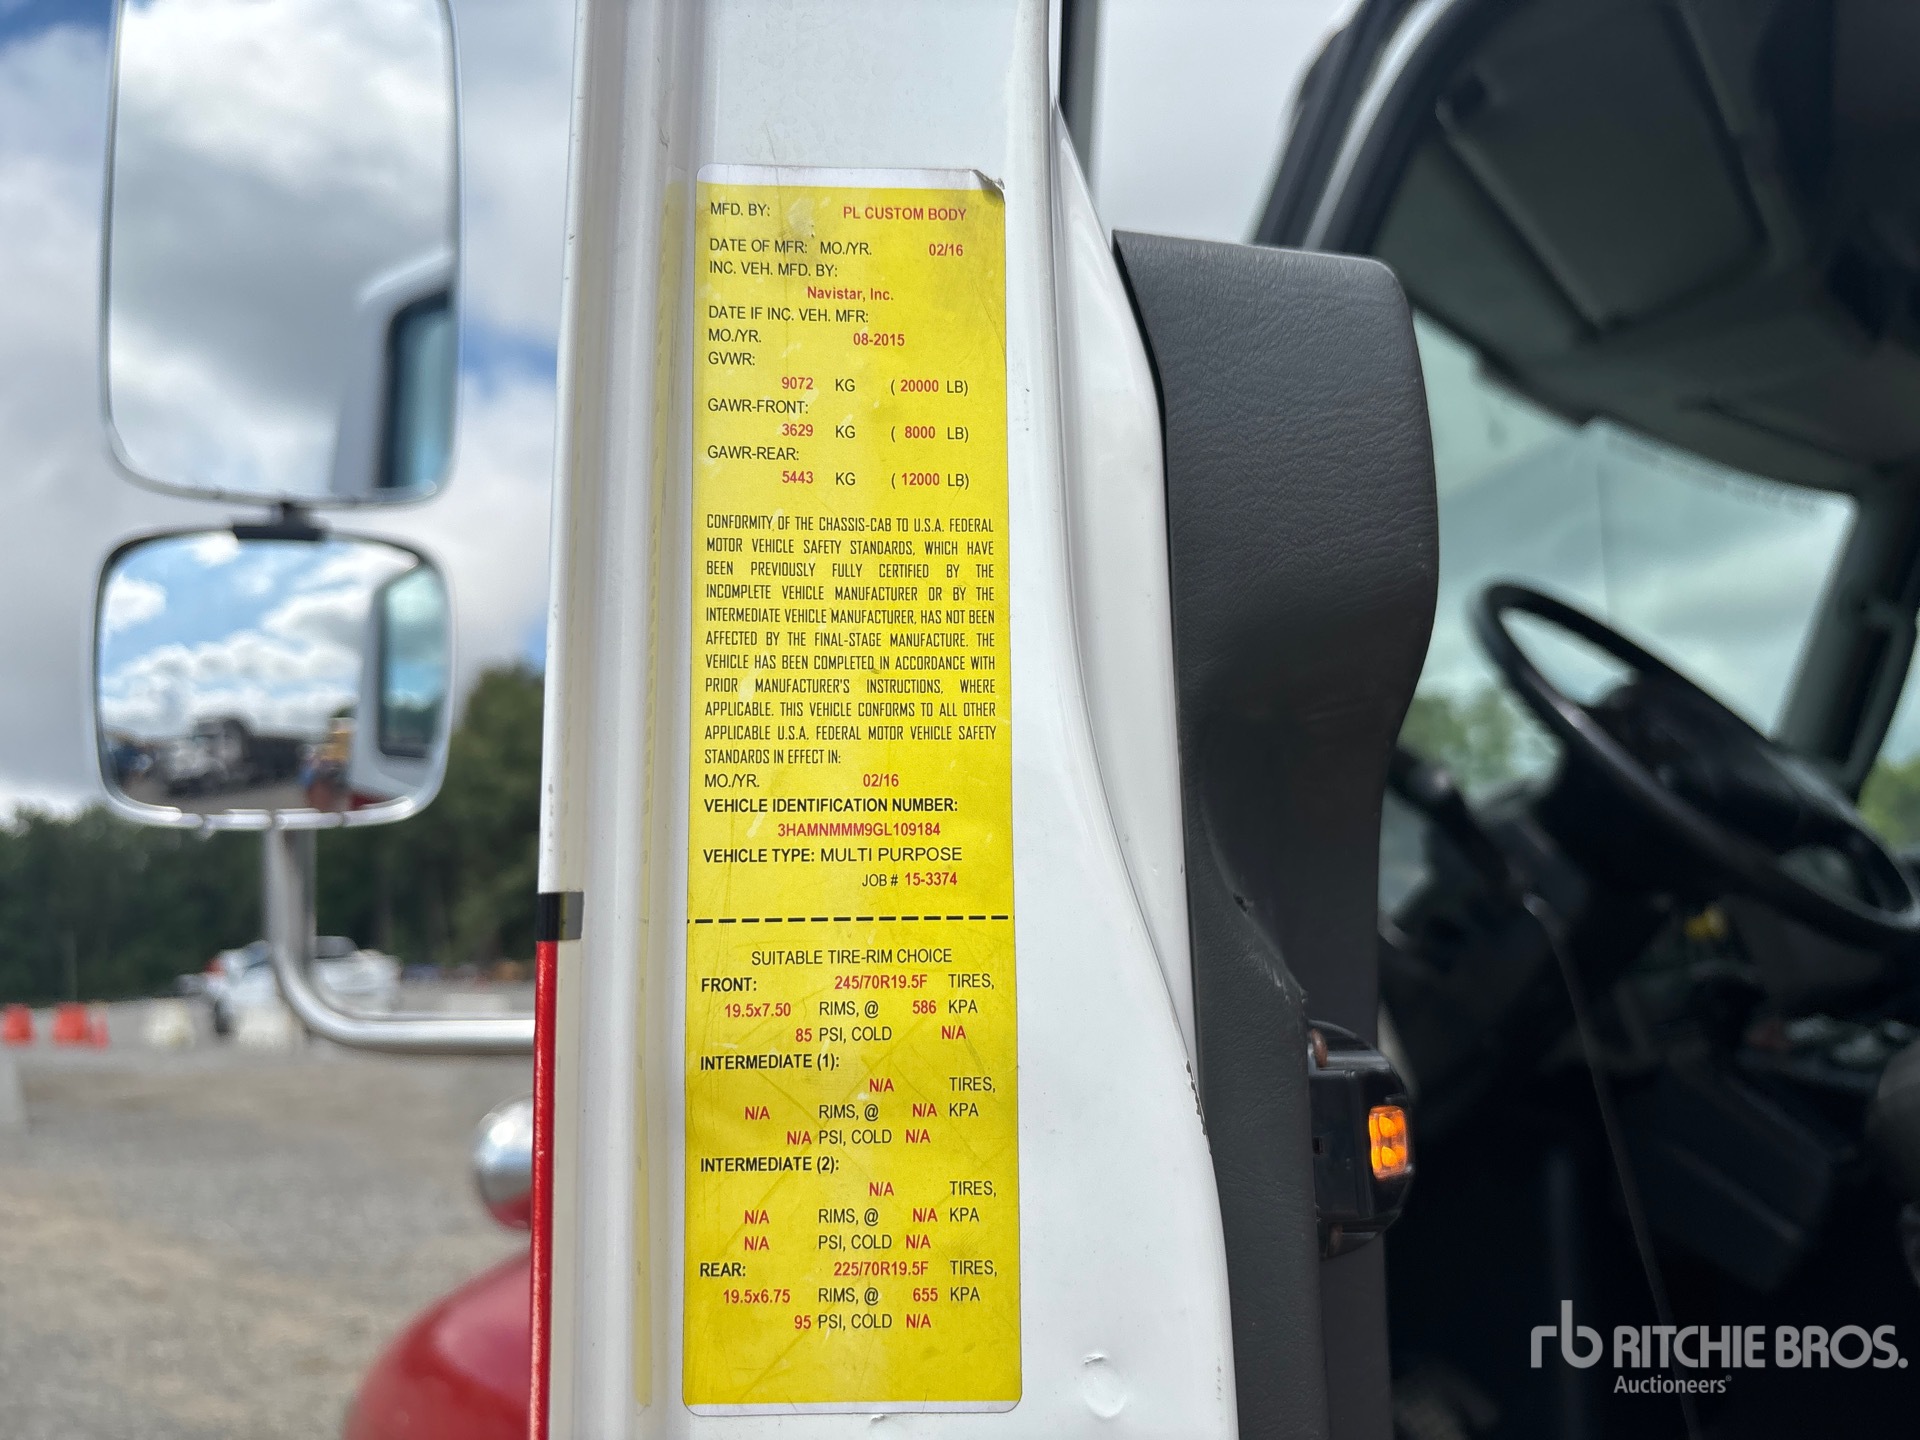 MFD. BY: PL CUSTOM BODY
DATE OF MFR: MO./YR. 02/16
INC. VEH. MFD. BY:
Navistar, Inc.
DATE IF INC. VEH. MFR:
MO./YR. 08-2015
GVWR:
9072 KG ( 20000 LB)
GAWR-FRONT:
3629 KG ( 8000 LB)
GAWR-REAR:
5443 KG ( 12000 LB)
CONFORMITY OF THE CHASSIS-CAB TO U.S.A. FEDERAL
MOTOR VEHICLE SAFETY STANDARDS, WHICH HAVE
BEEN PREVIOUSLY FULLY CERTIFIED BY THE
INCOMPLETE VEHICLE MANUFACTURER OR BY THE
INTERMEDIATE VEHICLE MANUFACTURER, HAS NOT BEEN
AFFECTED BY THE FINAL-STAGE MANUFACTURE. THE
VEHICLE HAS BEEN COMPLETED IN ACCORDANCE WITH
PRIOR MANUFACTURER'S INSTRUCTIONS, WHERE
APPLICABLE. THIS VEHICLE CONFORMS TO ALL OTHER
APPLICABLE U.S.A. FEDERAL MOTOR VEHICLE SAFETY
STANDARDS IN EFFECT IN:
MO./YR. 02/16
VEHICLE IDENTIFICATION NUMBER:
3HAMNMMM9GL109184
VEHICLE TYPE: MULTI PURPOSE
JOB # 15-3374
SUITABLE TIRE-RIM CHOICE
FRONT: 245/70R19.5F TIRES,
19.5x7.50 RIMS, @ 586 KPA
85 PSI, COLD N/A
INTERMEDIATE (1):
N/A TIRES,
N/A RIMS, @ N/A KPA
N/A PSI, COLD N/A
INTERMEDIATE (2):
N/A TIRES,
N/A RIMS, @ N/A KPA
N/A PSI, COLD N/A
REAR: 225/70R19.5F TIRES,
19.5x6.75 RIMS, @ 655 KPA
95 PSI, COLD N/A
rb RITCHIE BROS.
Auctioneers®